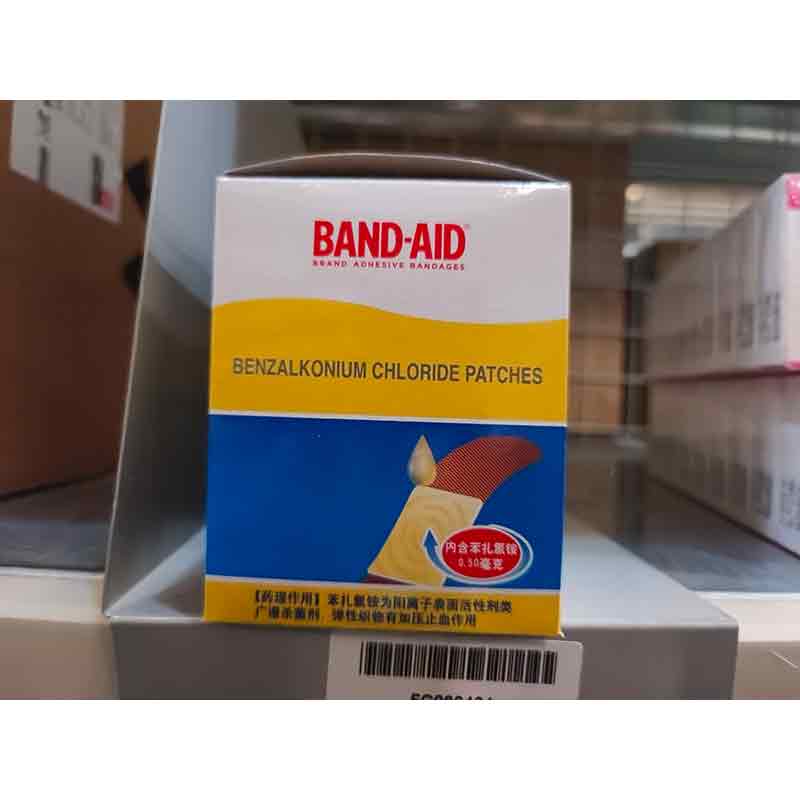 BAND-AID
BRAND ADHESIVE BANDAGES
BENZALKONIUM CHLORIDE PATCHES
内含苯扎氯铵
0.50毫克
【药理作用】苯扎氯铵为阳离子表面活性剂类
广谱杀菌剂,弹性织物有加压止血作用